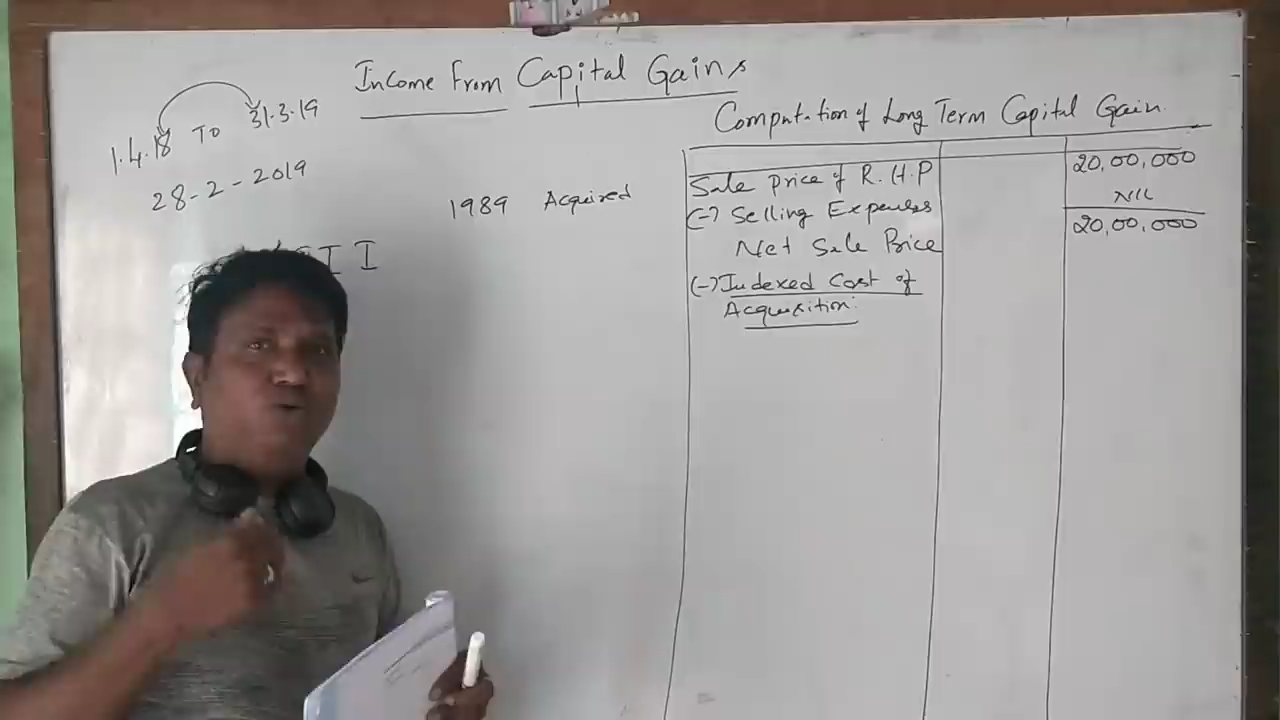 Income From Capital Gains
1.4.18 To 31.3.19
28-2-2019
1989 Acquired
II
Computation of Long Term Capital Gain
Sale Price of R.H.P 20,00,000
(-) Selling Expenses NIL
Net Sale Price 20,00,000
(-) Indexed Cost of
Acquisition: